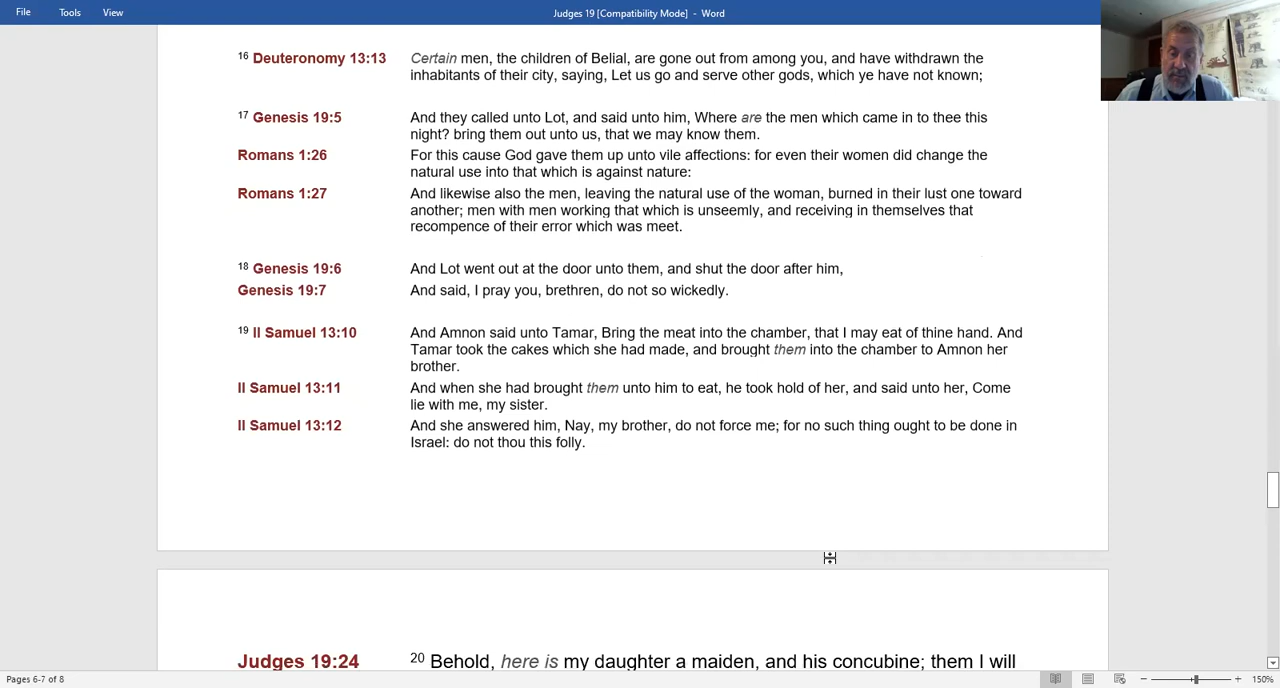 File Tools View Judges 19 [Compatibility Mode] - Word
16 Deuteronomy 13:13 Certain men, the children of Belial, are gone out from among you, and have withdrawn the
inhabitants of their city, saying, Let us go and serve other gods, which ye have not known;
17 Genesis 19:5 And they called unto Lot, and said unto him, Where are the men which came in to thee this
night? bring them out unto us, that we may know them.
Romans 1:26 For this cause God gave them up unto vile affections: for even their women did change the
natural use into that which is against nature:
Romans 1:27 And likewise also the men, leaving the natural use of the woman, burned in their lust one toward
another; men with men working that which is unseemly, and receiving in themselves that
recompence of their error which was meet.
18 Genesis 19:6 And Lot went out at the door unto them, and shut the door after him,
Genesis 19:7 And said, I pray you, brethren, do not so wickedly.
19 II Samuel 13:10 And Amnon said unto Tamar, Bring the meat into the chamber, that I may eat of thine hand. And
Tamar took the cakes which she had made, and brought them into the chamber to Amnon her
brother.
II Samuel 13:11 And when she had brought them unto him to eat, he took hold of her, and said unto her, Come
lie with me, my sister.
II Samuel 13:12 And she answered him, Nay, my brother, do not force me; for no such thing ought to be done in
Israel: do not thou this folly.
Judges 19:24 20 Behold, here is my daughter a maiden, and his concubine; them I will
Pages 6-7 of 8 150%